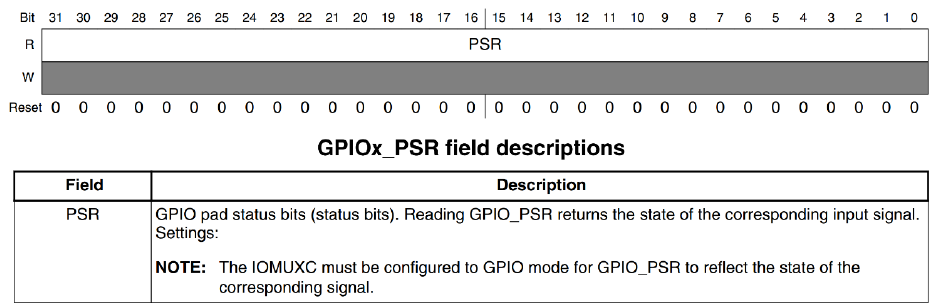 Bit 31 30 29 28 27 26 25 24 23 22 21 20 19 18 17 16 15 14 13 12 11 10 9 8 7 6 5 4 3 2 1 0
R PSR
W
Reset 0 0 0 0 0 0 0 0 0 0 0 0 0 0 0 0 0 0 0 0 0 0 0 0 0 0 0 0 0 0 0 0
GPIOx_PSR field descriptions
Field Description
PSR GPIO pad status bits (status bits). Reading GPIO_PSR returns the state of the corresponding input signal.
Settings:
NOTE: The IOMUXC must be configured to GPIO mode for GPIO_PSR to reflect the state of the
corresponding signal.